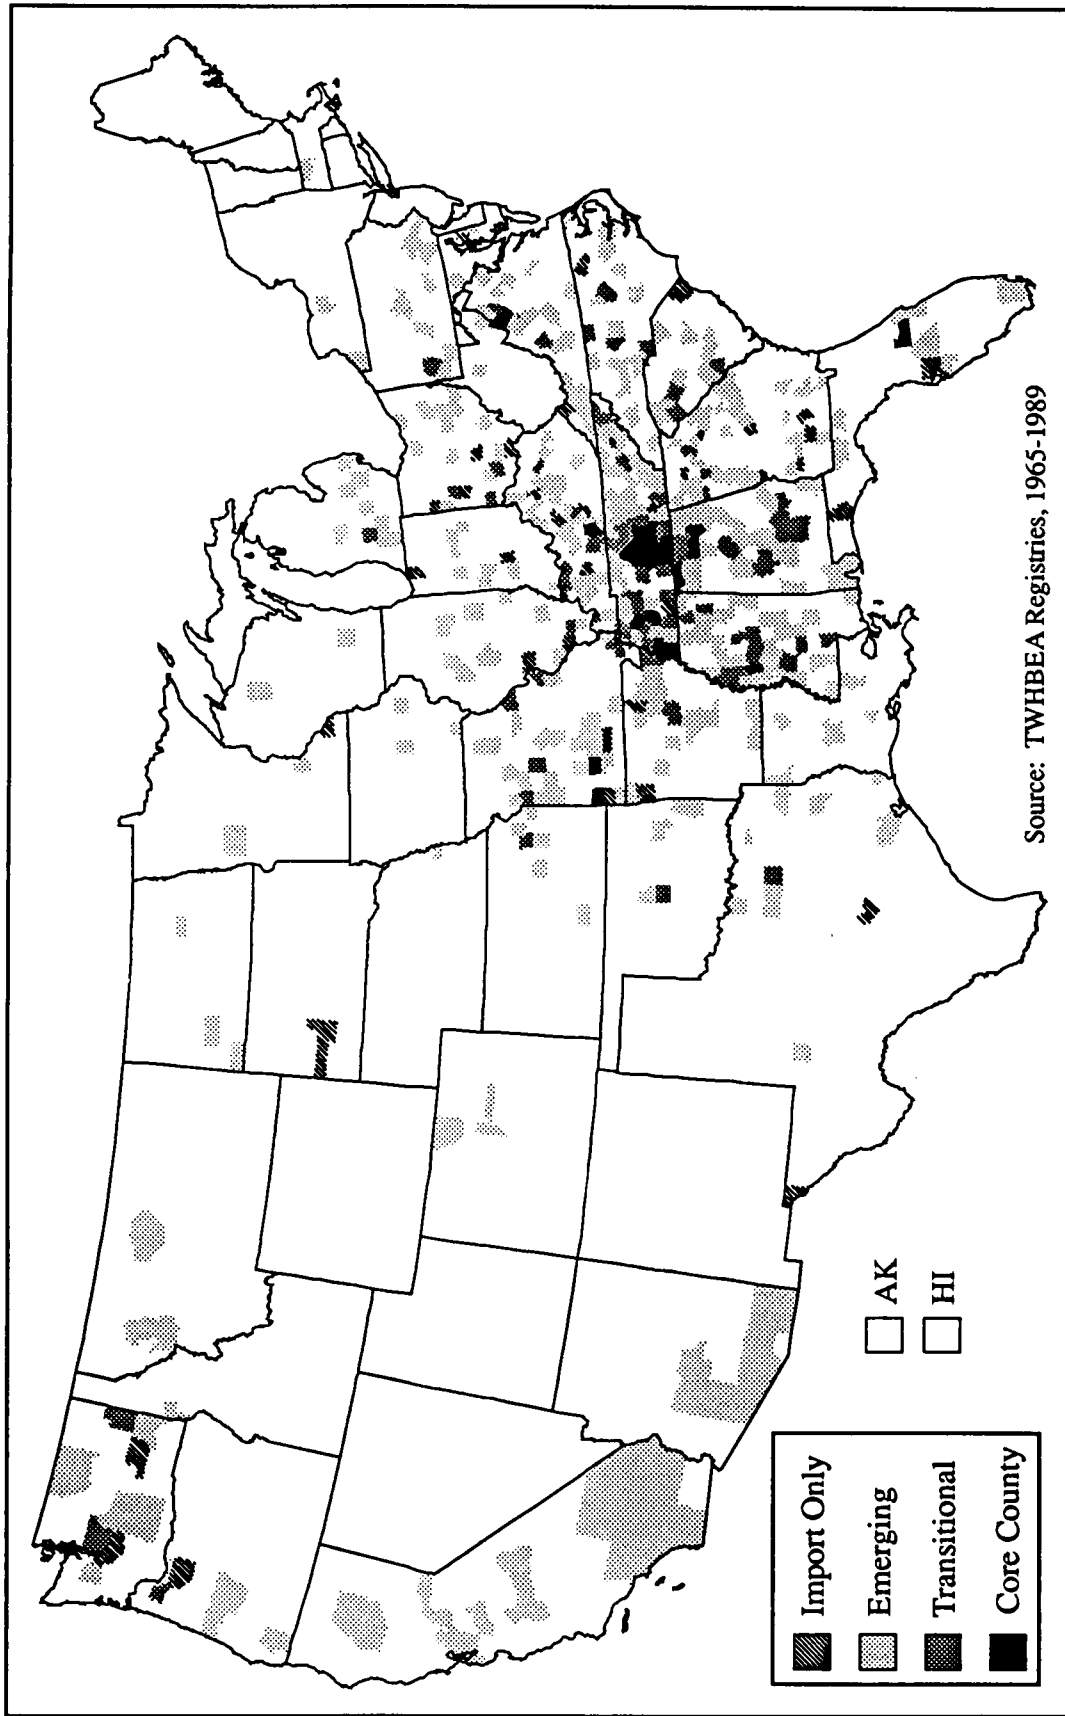 Import Only
Emerging
Transitional
Core County
AK
HI
Source: TWHBEA Registries, 1965-1989